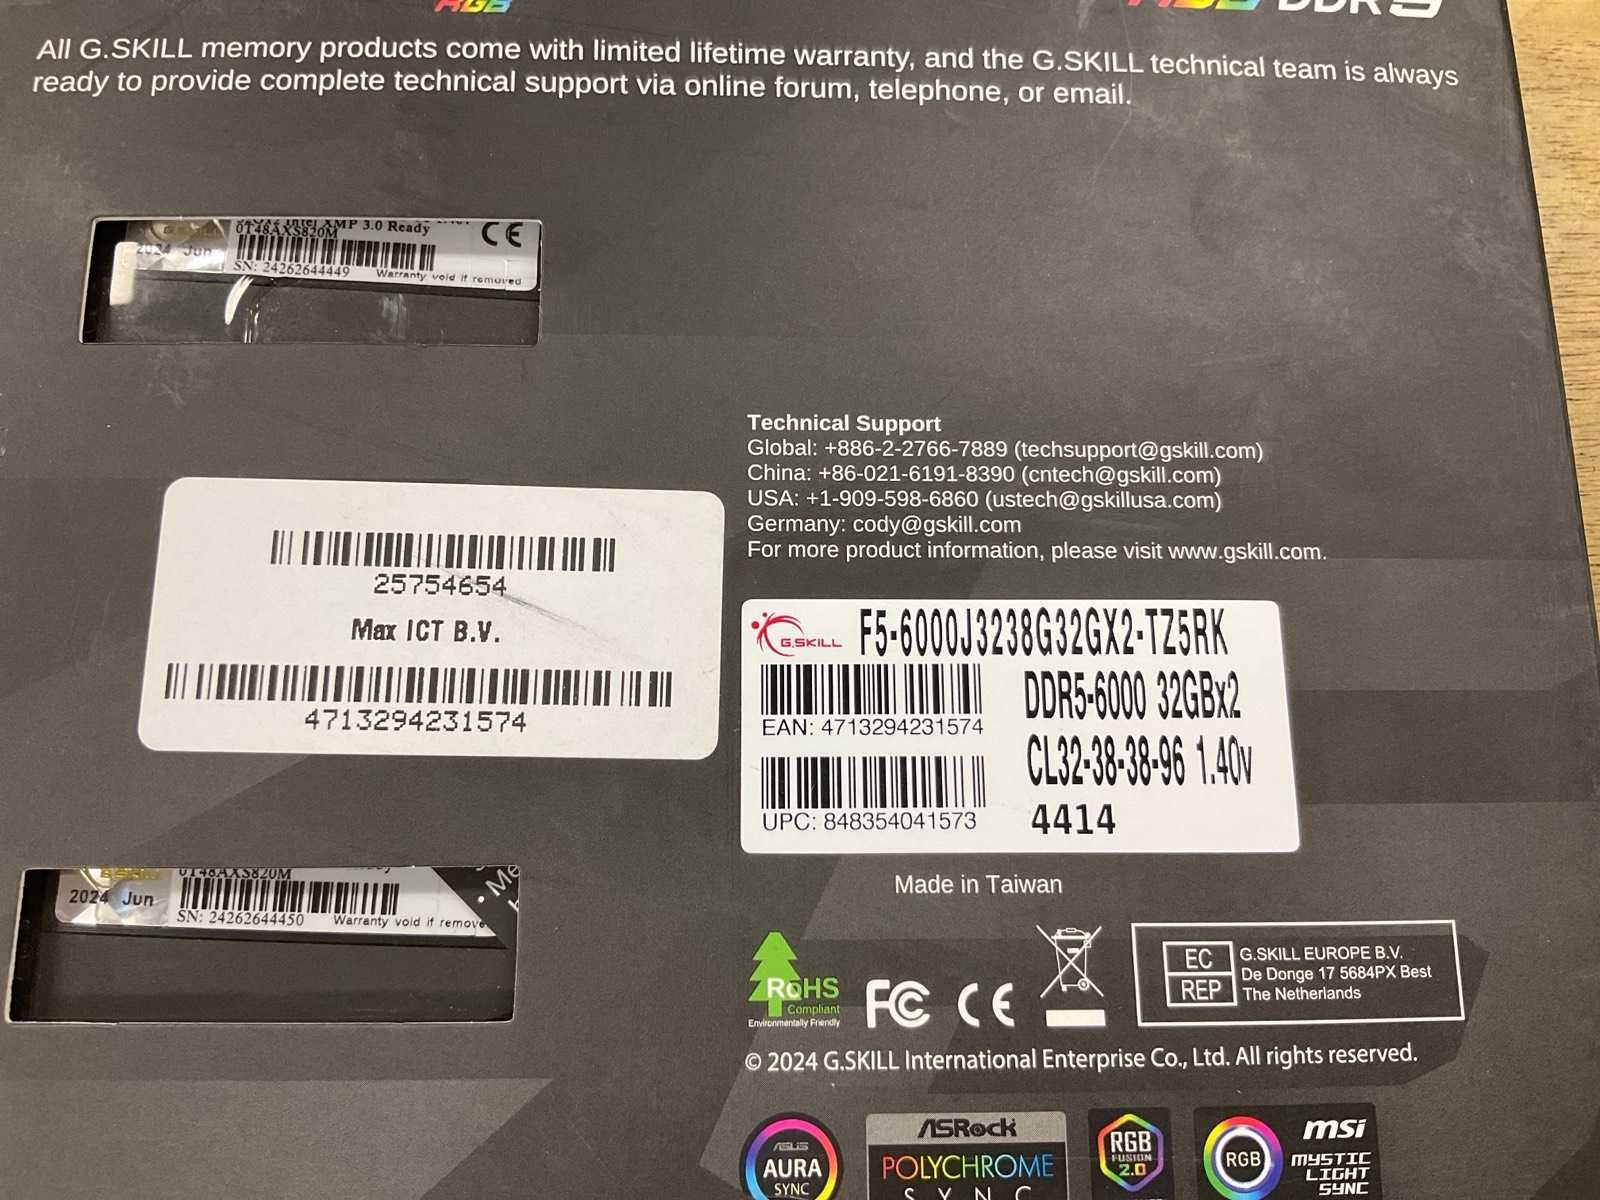 RGB
RGB DDR5
All G.SKILL memory products come with limited lifetime warranty, and the G.SKILL technical team is always
ready to provide complete technical support via online forum, telephone, or email.
32GX2 Intel XMP 3.0 Ready
0T48AXS820M
2024 Jun
SN: 24262644449 Warranty void if removed
CE
Technical Support
Global: +886-2-2766-7889 (techsupport@gskill.com)
China: +86-021-6191-8390 (cntech@gskill.com)
USA: +1-909-598-6860 (ustech@gskillusa.com)
Germany: cody@gskill.com
For more product information, please visit www.gskill.com.
25754654
Max ICT B.V.
4713294231574
G.SKILL F5-6000J3238G32GX2-TZ5RK
DDR5-6000 32GBx2
EAN: 4713294231574
CL32-38-38-96 1.40v
UPC: 848354041573
4414
0T48AXS820M
G.SKILL
2024 Jun
SN: 24262644450 Warranty void if remove
Made in Taiwan
RoHS
Compliant
Environmentally Friendly
FC CE
EC REP
G.SKILL EUROPE B.V.
De Donge 17 5684PX Best
The Netherlands
© 2024 G.SKILL International Enterprise Co., Ltd. All rights reserved.
ASUS
AURA
SYNC
ASRock
POLYCHROME
SYNC
RGB
FUSION
2.0
RGB
msi
MYSTIC
LIGHT
SYNC